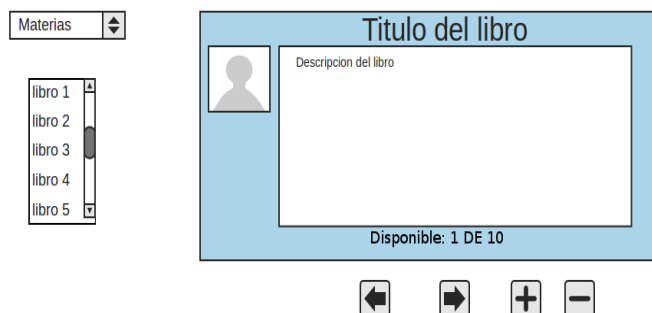 Materias
libro 1
libro 2
libro 3
libro 4
libro 5
Titulo del libro
Descripcion del libro
Disponible: 1 DE 10